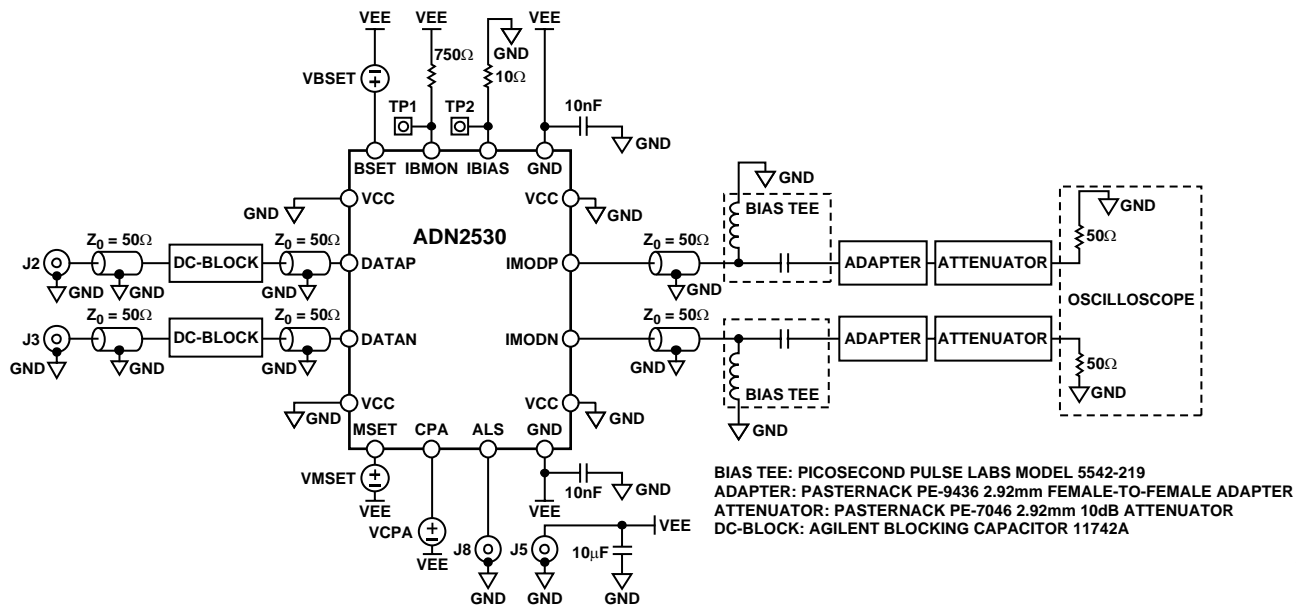 VEE VEE VEE
GND
750Ω
10Ω
VBSET
TP1 TP2 10nF
GND
BSET IBMON IBIAS GND
GND VCC VCC GND
ADN2530
GND
BIAS TEE
GND
50Ω
J2 Z0 = 50Ω DC-BLOCK Z0 = 50Ω DATAP IMODP Z0 = 50Ω ADAPTER ATTENUATOR
GND GND GND GND
OSCILLOSCOPE
J3 Z0 = 50Ω DC-BLOCK Z0 = 50Ω DATAN IMODN Z0 = 50Ω ADAPTER ATTENUATOR
GND GND GND GND
50Ω
GND
BIAS TEE
GND
GND VCC VCC GND
MSET CPA ALS GND
VMSET
VEE
10nF GND
VEE
VCPA
VEE
J8
GND
J5
GND
10μF
VEE
GND
BIAS TEE: PICOSECOND PULSE LABS MODEL 5542-219
ADAPTER: PASTERNACK PE-9436 2.92mm FEMALE-TO-FEMALE ADAPTER
ATTENUATOR: PASTERNACK PE-7046 2.92mm 10dB ATTENUATOR
DC-BLOCK: AGILENT BLOCKING CAPACITOR 11742A